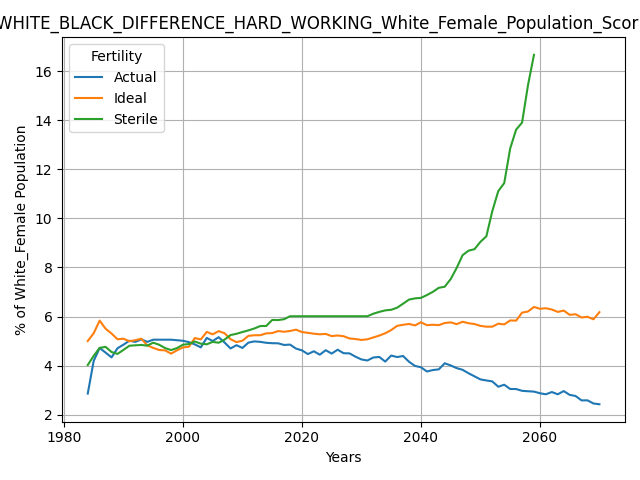 WHITE_BLACK_DIFFERENCE_HARD_WORKING_White_Female_Population_Scor
Fertility
Actual
Ideal
Sterile
% of White_Female Population
16
14
12
10
8
6
4
2
1980 2000 2020 2040 2060
Years